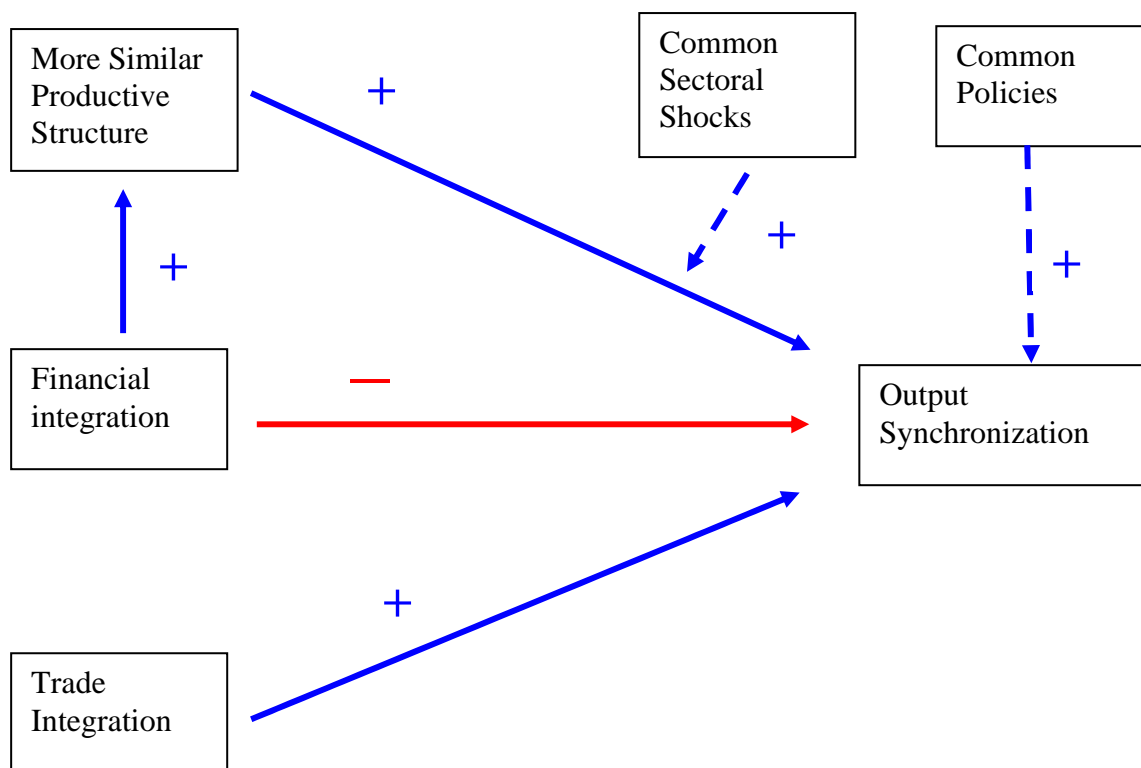 More Similar
Productive
Structure
+
Common
Sectoral
Shocks
Common
Policies
+
+
+
Financial
integration
—
Output
Synchronization
+
Trade
Integration